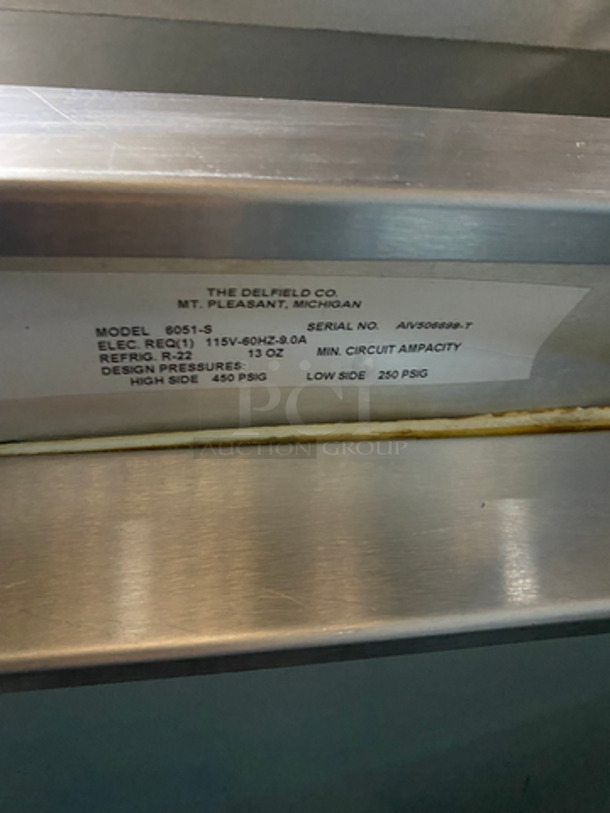 THE DELFIELD CO.
MT. PLEASANT, MICHIGAN
MODEL 6051-S SERIAL NO. AIV506898-T
ELEC. REQ(1) 115V-60HZ-9.0A
REFRIG. R-22 13 OZ MIN. CIRCUIT AMPACITY
DESIGN PRESSURES:
HIGH SIDE 450 PSIG LOW SIDE 250 PSIG
PCI
AUCTION GROUP